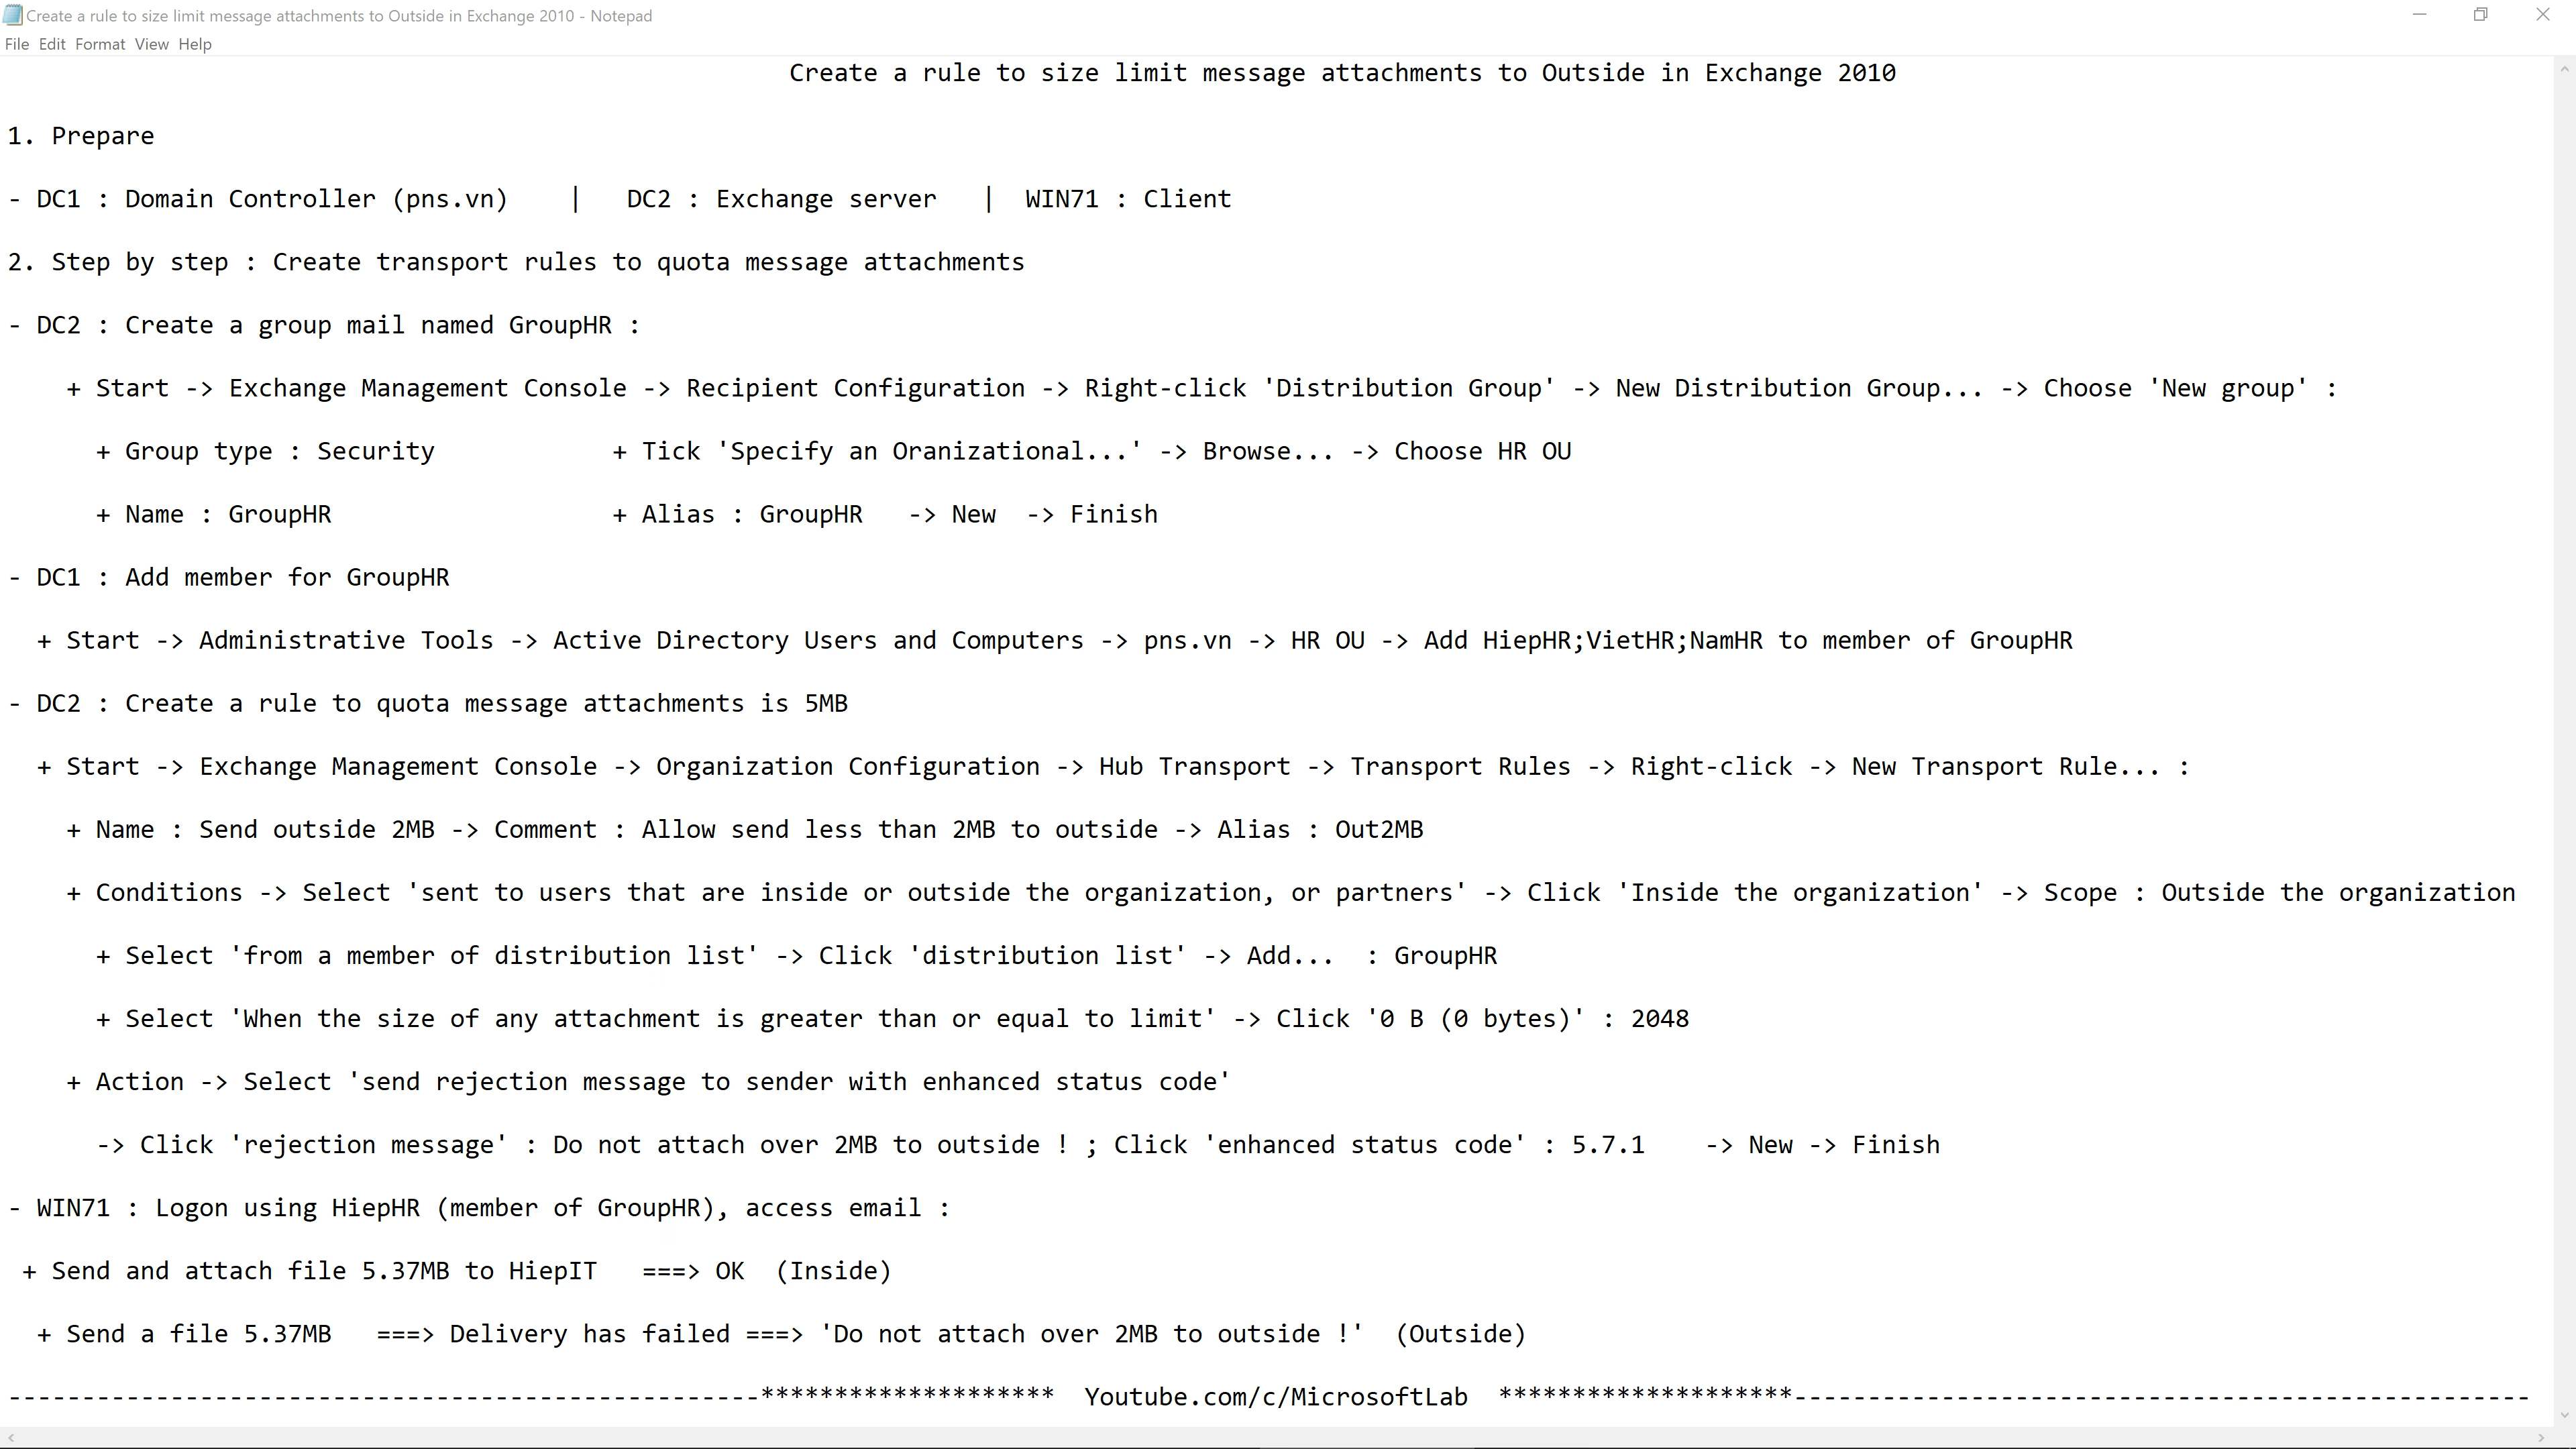 Create a rule to size limit message attachments to Outside in Exchange 2010 - Notepad
File Edit Format View Help
Create a rule to size limit message attachments to Outside in Exchange 2010
1. Prepare
- DC1 : Domain Controller (pns.vn) | DC2 : Exchange server | WIN71 : Client
2. Step by step : Create transport rules to quota message attachments
- DC2 : Create a group mail named GroupHR :
+ Start -> Exchange Management Console -> Recipient Configuration -> Right-click 'Distribution Group' -> New Distribution Group... -> Choose 'New group' :
+ Group type : Security + Tick 'Specify an Oranizational...' -> Browse... -> Choose HR OU
+ Name : GroupHR + Alias : GroupHR -> New -> Finish
- DC1 : Add member for GroupHR
+ Start -> Administrative Tools -> Active Directory Users and Computers -> pns.vn -> HR OU -> Add HiepHR;VietHR;NamHR to member of GroupHR
- DC2 : Create a rule to quota message attachments is 5MB
+ Start -> Exchange Management Console -> Organization Configuration -> Hub Transport -> Transport Rules -> Right-click -> New Transport Rule... :
+ Name : Send outside 2MB -> Comment : Allow send less than 2MB to outside -> Alias : Out2MB
+ Conditions -> Select 'sent to users that are inside or outside the organization, or partners' -> Click 'Inside the organization' -> Scope : Outside the organization
+ Select 'from a member of distribution list' -> Click 'distribution list' -> Add... : GroupHR
+ Select 'When the size of any attachment is greater than or equal to limit' -> Click '0 B (0 bytes)' : 2048
+ Action -> Select 'send rejection message to sender with enhanced status code'
-> Click 'rejection message' : Do not attach over 2MB to outside ! ; Click 'enhanced status code' : 5.7.1 -> New -> Finish
- WIN71 : Logon using HiepHR (member of GroupHR), access email :
+ Send and attach file 5.37MB to HiepIT ===> OK (Inside)
+ Send a file 5.37MB ===> Delivery has failed ===> 'Do not attach over 2MB to outside !' (Outside)
---------------------------------------------------******************** Youtube.com/c/MicrosoftLab ********************--------------------------------------------------